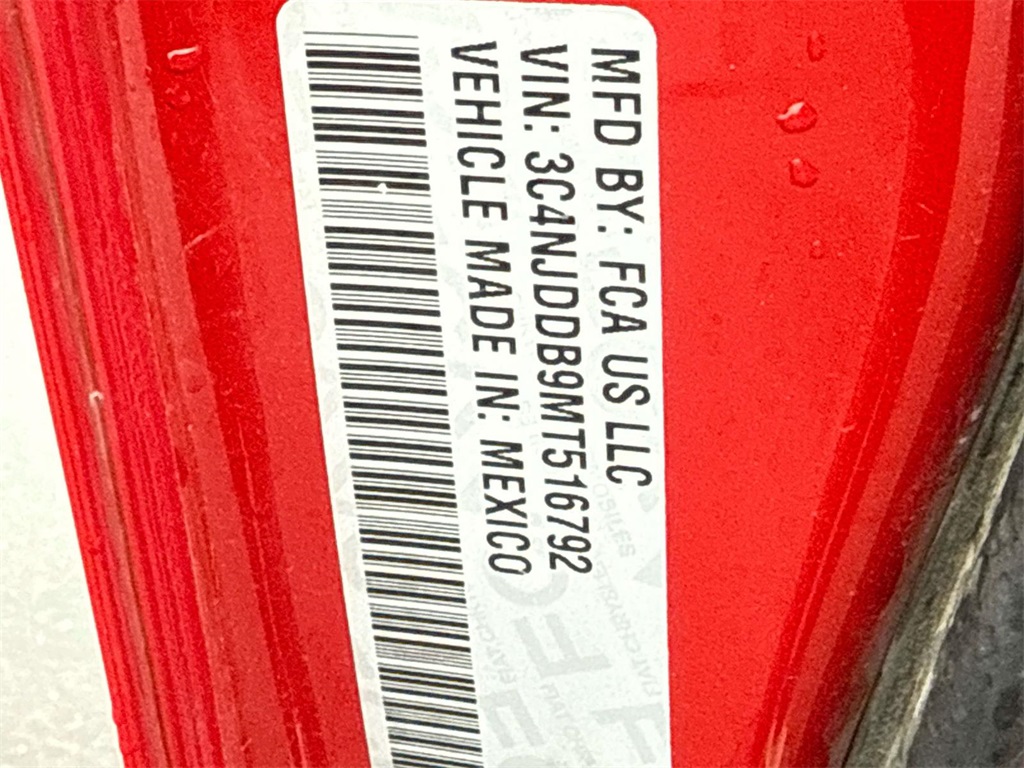 MFD BY: FCA US LLC
VIN: 3C4NJDDB9MT516792
VEHICLE MADE IN: MEXICO